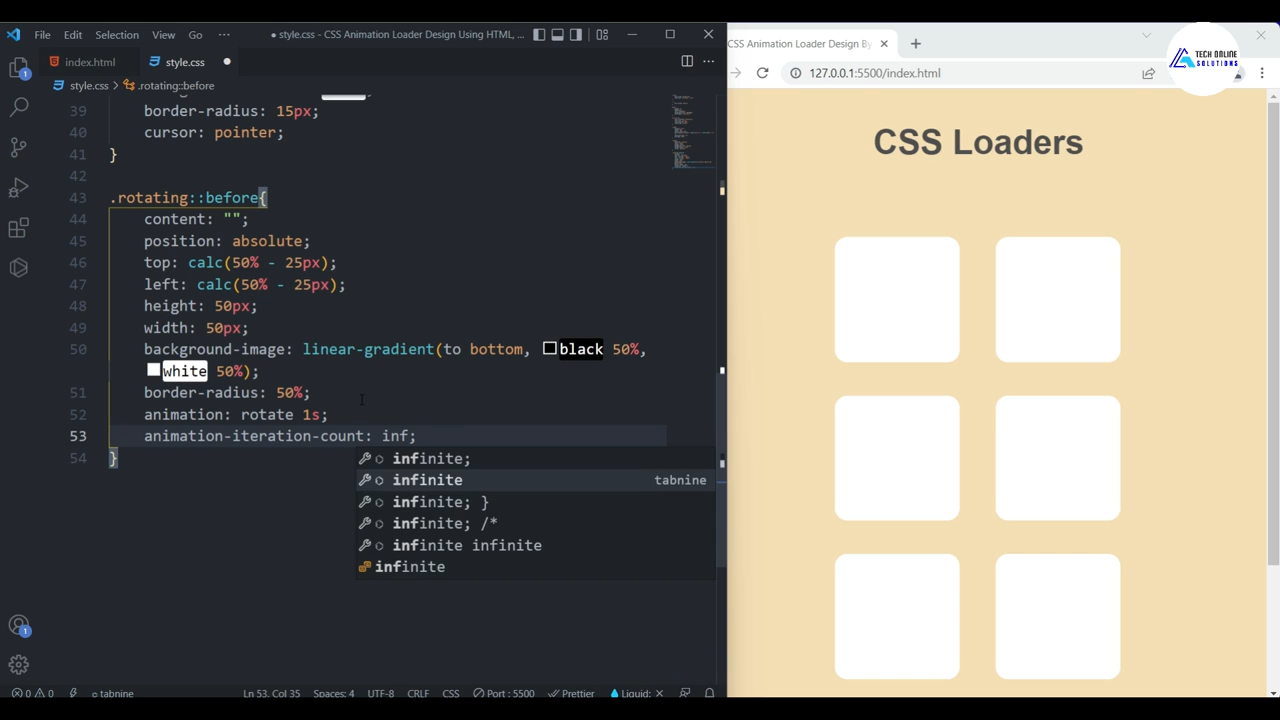 File Edit Selection View Go ··· ● style.css - CSS Animation Loader Design Using HTML, ...
index.html style.css ●
style.css > .rotating::before
39 border-radius: 15px;
40 cursor: pointer;
41 }
42
43 .rotating::before{
44 content: "";
45 position: absolute;
46 top: calc(50% - 25px);
47 left: calc(50% - 25px);
48 height: 50px;
49 width: 50px;
50 background-image: linear-gradient(to bottom, black 50%,
white 50%);
51 border-radius: 50%;
52 animation: rotate 1s;
53 animation-iteration-count: inf;
54 }
infinite;
infinite tabnine
infinite; }
infinite; /*
infinite infinite
infinite
1
1
0 0 tabnine Ln 53, Col 35 Spaces: 4 UTF-8 CRLF CSS Port : 5500 Prettier Liquid:
CSS Animation Loader Design By
127.0.0.1:5500/index.html
TECH ONLINE
SOLUTIONS
CSS Loaders